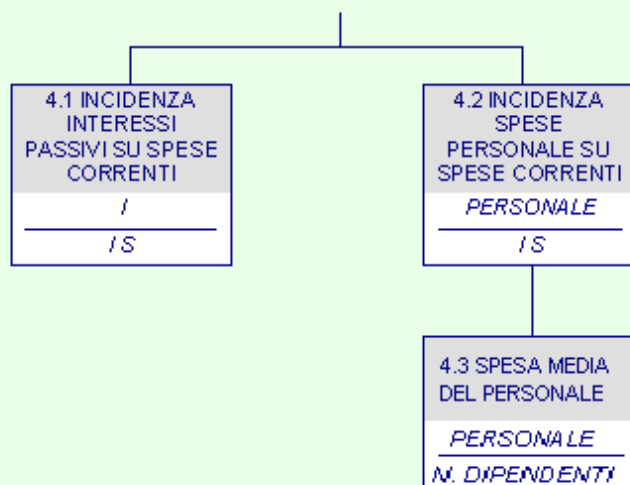 4.1 INCIDENZA
INTERESSI
PASSIVI SU SPESE
CORRENTI
I
I S
4.2 INCIDENZA
SPESE
PERSONALE SU
SPESE CORRENTI
PERSONALE
I S
4.3 SPESA MEDIA
DEL PERSONALE
PERSONALE
N. DIPENDENTI